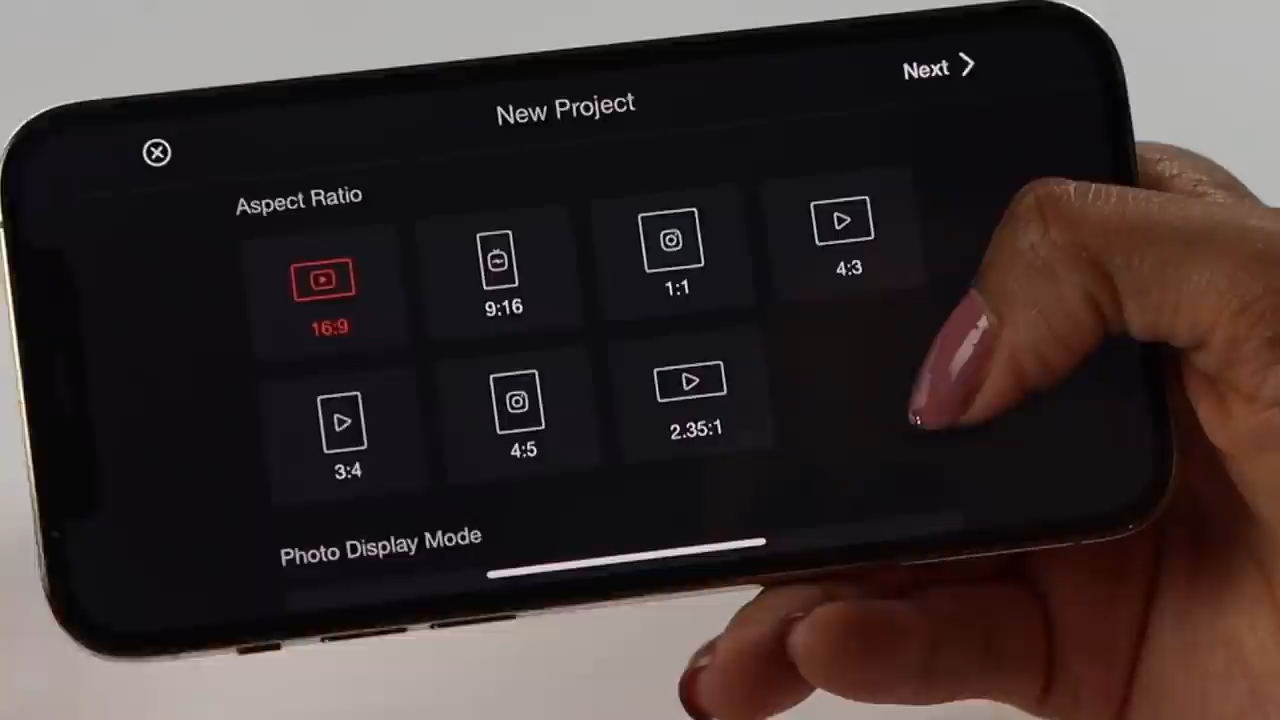 Next
New Project
Aspect Ratio
16:9
9:16
1:1
4:3
3:4
4:5
2.35:1
Photo Display Mode